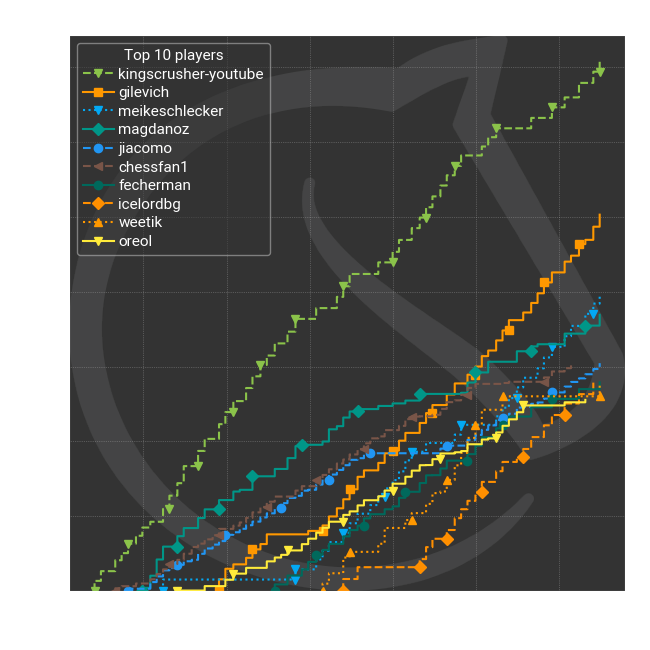 Top 10 players
kingscrusher-youtube
gilevich
meikeschlecker
magdanoz
jiacomo
chessfan1
fecherman
icelordbg
weetik
oreol